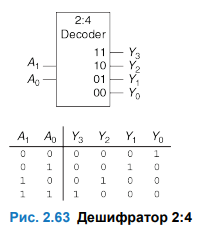 2:4
Decoder
11 Y3
A1 10 Y2
A0 01 Y1
00 Y0
A1 A0 Y3 Y2 Y1 Y0
0 0 0 0 0 1
0 1 0 0 1 0
1 0 0 1 0 0
1 1 1 0 0 0
Рис. 2.63 Дешифратор 2:4